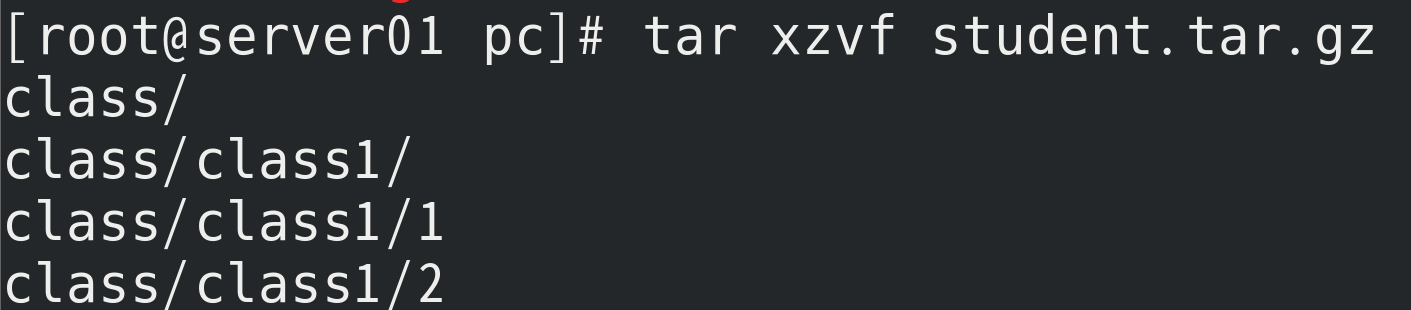 [root@server01 pc]# tar xzvf student.tar.gz
class/
class/class1/
class/class1/1
class/class1/2